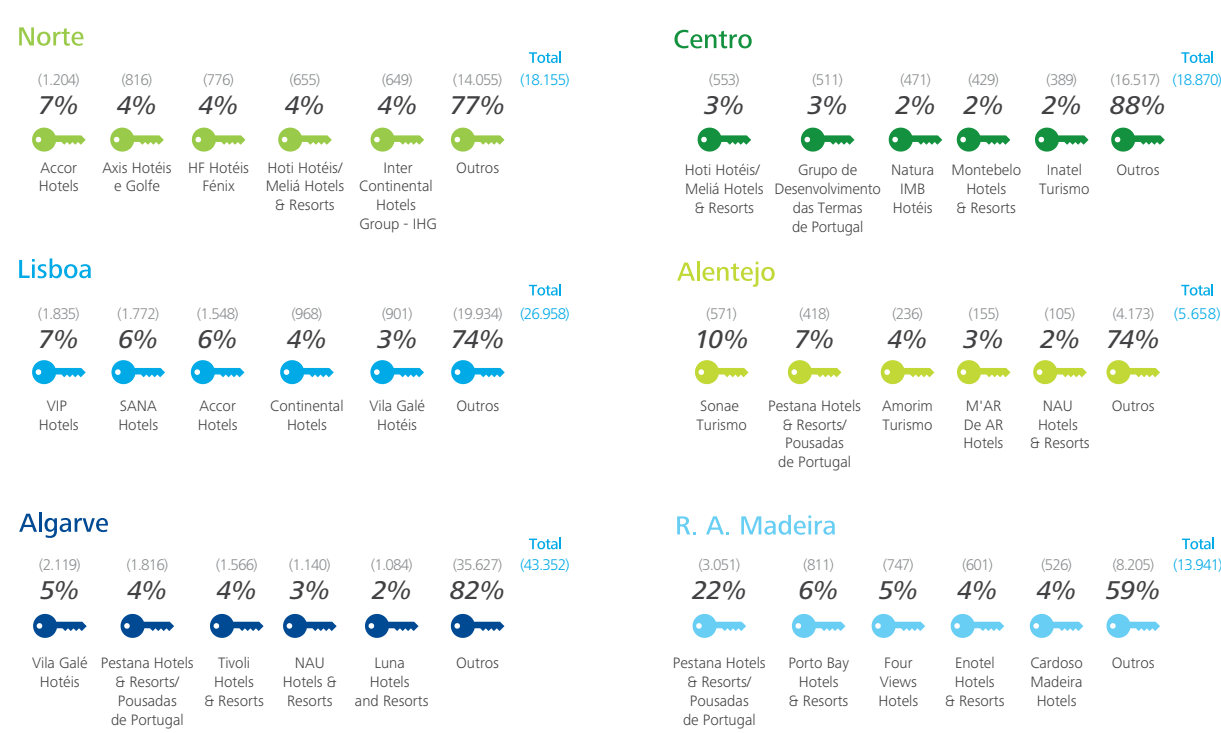 Norte
Total
(1.204) (816) (776) (655) (649) (14.055) (18.155)
7% 4% 4% 4% 4% 77%
Accor Axis Hotéis HF Hotéis Hoti Hotéis/ Inter Outros
Hotels e Golfe Fénix Meliá Hotels Continental
& Resorts Hotels
Group - IHG
Centro
Total
(553) (511) (471) (429) (389) (16.517) (18.870)
3% 3% 2% 2% 2% 88%
Hoti Hotéis/ Grupo de Natura Montebelo Inatel Outros
Meliá Hotels Desenvolvimento IMB Hotels Turismo
& Resorts das Termas Hotéis & Resorts
de Portugal
Lisboa
Total
(1.835) (1.772) (1.548) (968) (901) (19.934) (26.958)
7% 6% 6% 4% 3% 74%
VIP SANA Accor Continental Vila Galé Outros
Hotels Hotels Hotels Hotels Hotéis
Alentejo
Total
(571) (418) (236) (155) (105) (4.173) (5.658)
10% 7% 4% 3% 2% 74%
Sonae Pestana Hotels Amorim M'AR NAU Outros
Turismo & Resorts/ Turismo De AR Hotels
Pousadas Hotels & Resorts
de Portugal
Algarve
Total
(2.119) (1.816) (1.566) (1.140) (1.084) (35.627) (43.352)
5% 4% 4% 3% 2% 82%
Vila Galé Pestana Hotels Tivoli NAU Luna Outros
Hotéis & Resorts/ Hotels Hotels & Hotels
Pousadas & Resorts Resorts and Resorts
de Portugal
R. A. Madeira
Total
(3.051) (811) (747) (601) (526) (8.205) (13.941)
22% 6% 5% 4% 4% 59%
Pestana Hotels Porto Bay Four Enotel Cardoso Outros
& Resorts/ Hotels Views Hotels Madeira
Pousadas & Resorts Hotels & Resorts Hotels
de Portugal